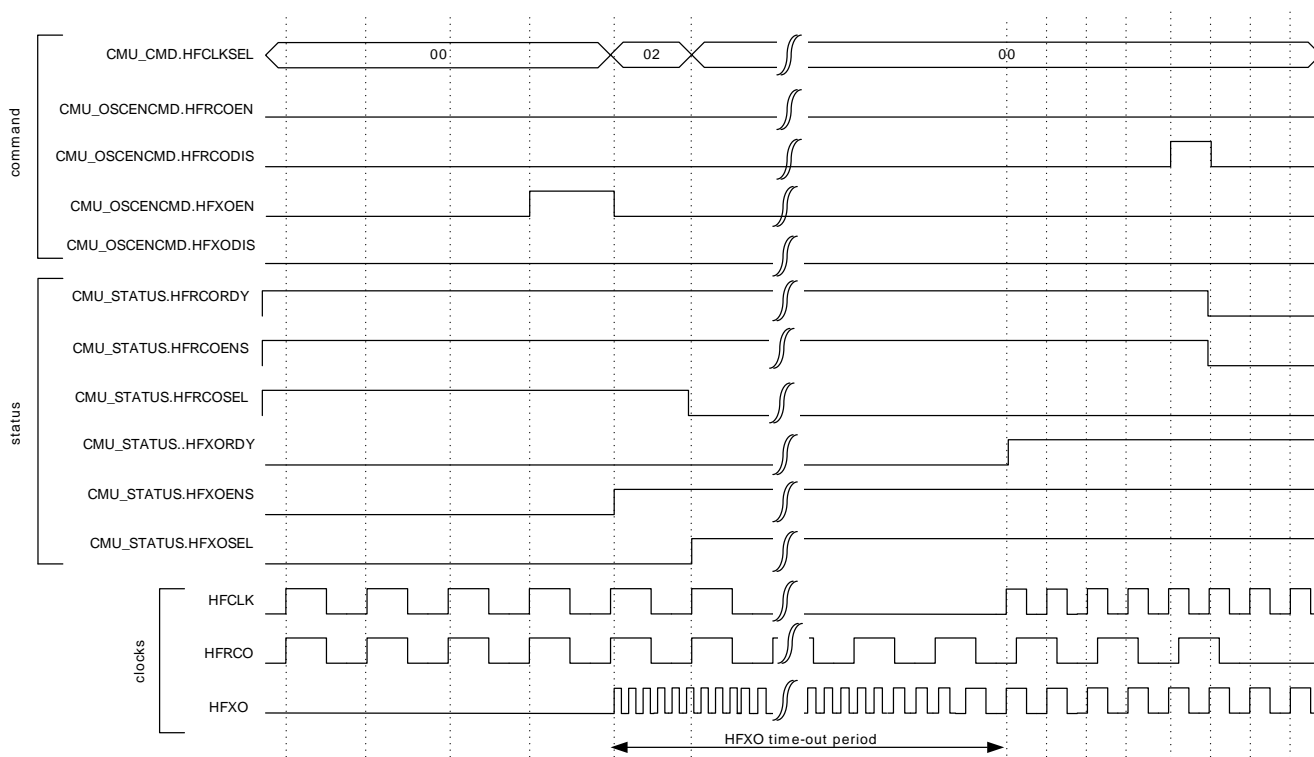 command
CMU_CMD.HFCLKSEL
00
02
00
CMU_OSCENCMD.HFRCOEN
CMU_OSCENCMD.HFRCODIS
CMU_OSCENCMD.HFXOEN
CMU_OSCENCMD.HFXODIS
status
CMU_STATUS.HFRCORDY
CMU_STATUS.HFRCOENS
CMU_STATUS.HFRCOSEL
CMU_STATUS..HFXORDY
CMU_STATUS.HFXOENS
CMU_STATUS.HFXOSEL
clocks
HFCLK
HFRCO
HFXO
HFXO time-out period